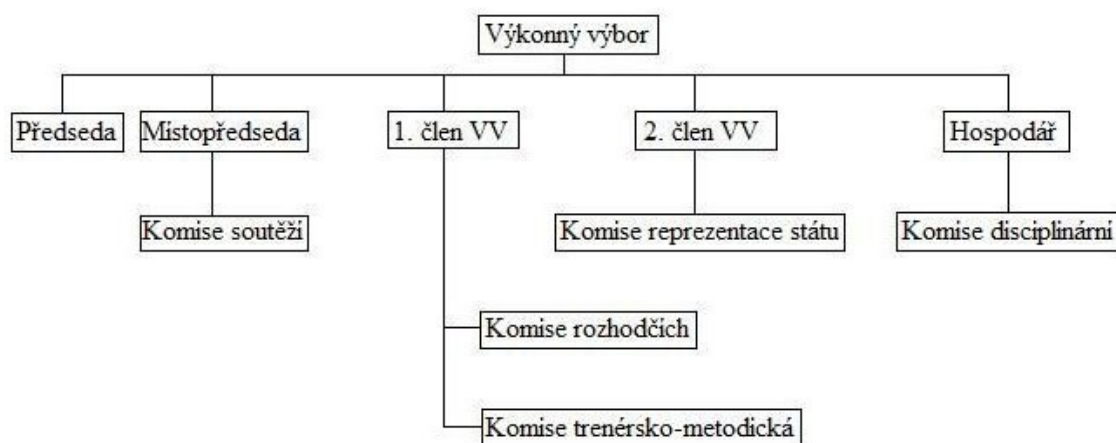 Výkonný výbor
Předseda
Místopředseda
1. člen VV
2. člen VV
Hospodář
Komise soutěží
Komise reprezentace státu
Komise disciplinární
Komise rozhodčích
Komise trenérsko-metodická